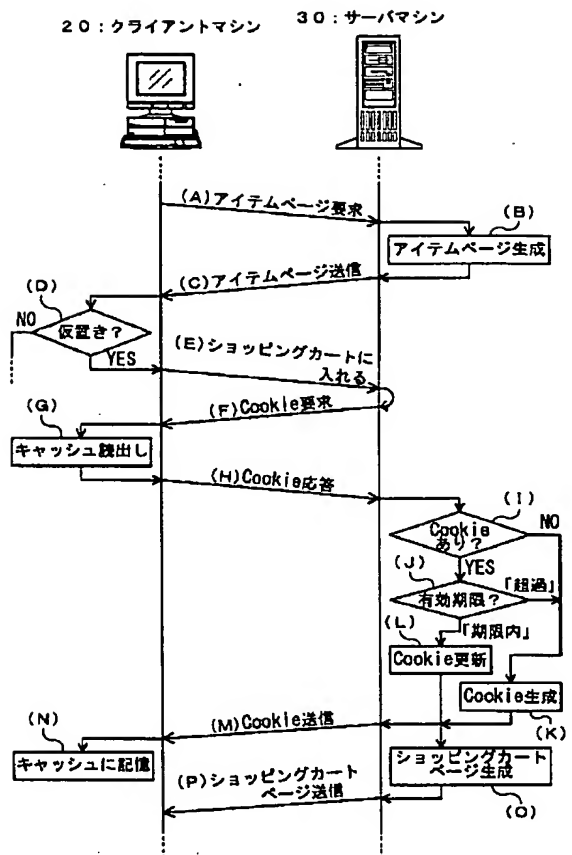 20:クライアントマシン
30:サーバマシン
(A)アイテムページ要求
(B)
アイテムページ生成
(C)アイテムページ送信
(D)
NO
仮置き?
YES
(E)ショッピングカートに
入れる
(F)Cookie要求
(G)
キャッシュ読出し
(H)Cookie応答
(I)
Cookie
あり?
NO
YES
(J)
有効期限?
「超過」
「期限内」
(L)
Cookie更新
Cookie生成
(K)
(M)Cookie送信
(N)
キャッシュに記憶
ショッピングカート
ページ生成
(O)
(P)ショッピングカート
ページ送信